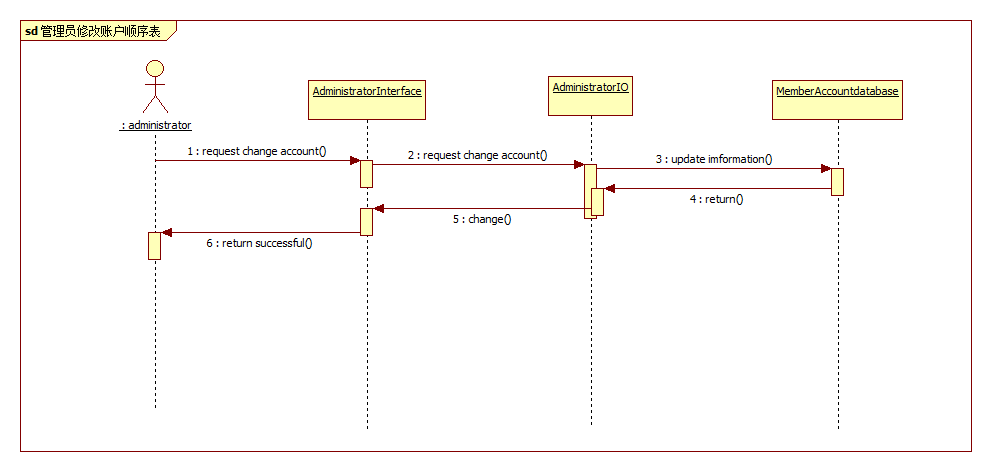 sd 管理员修改账户顺序表
AdministratorInterface
AdministratorIO
MemberAccountdatabase
: administrator
1 : request change account()
2 : request change account()
3 : update imformation()
4 : return()
5 : change()
6 : return successful()